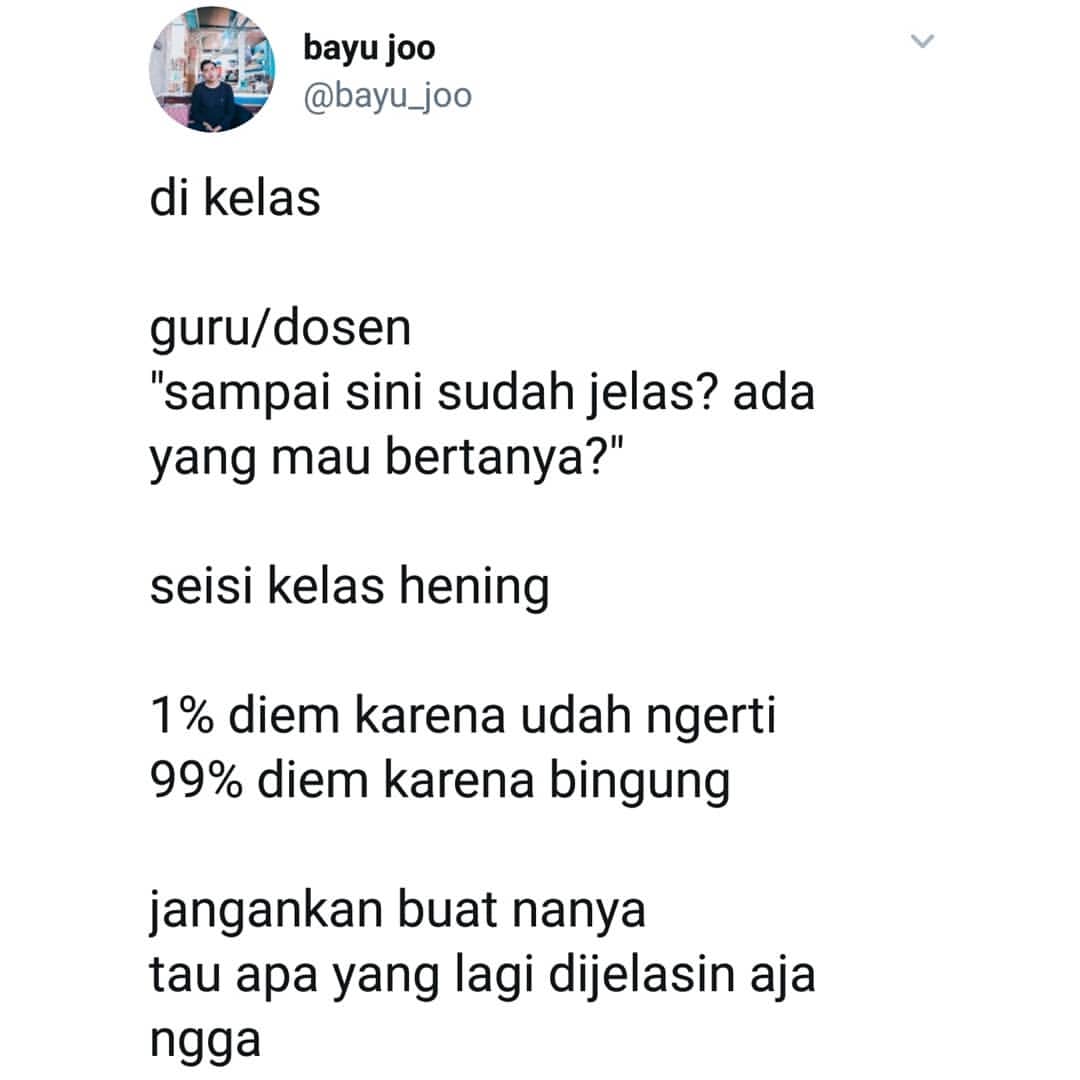 bayu joo
@bayu_joo
di kelas
guru/dosen
"sampai sini sudah jelas? ada
yang mau bertanya?"
seisi kelas hening
1% diem karena udah ngerti
99% diem karena bingung
jangankan buat nanya
tau apa yang lagi dijelasin aja
ngga